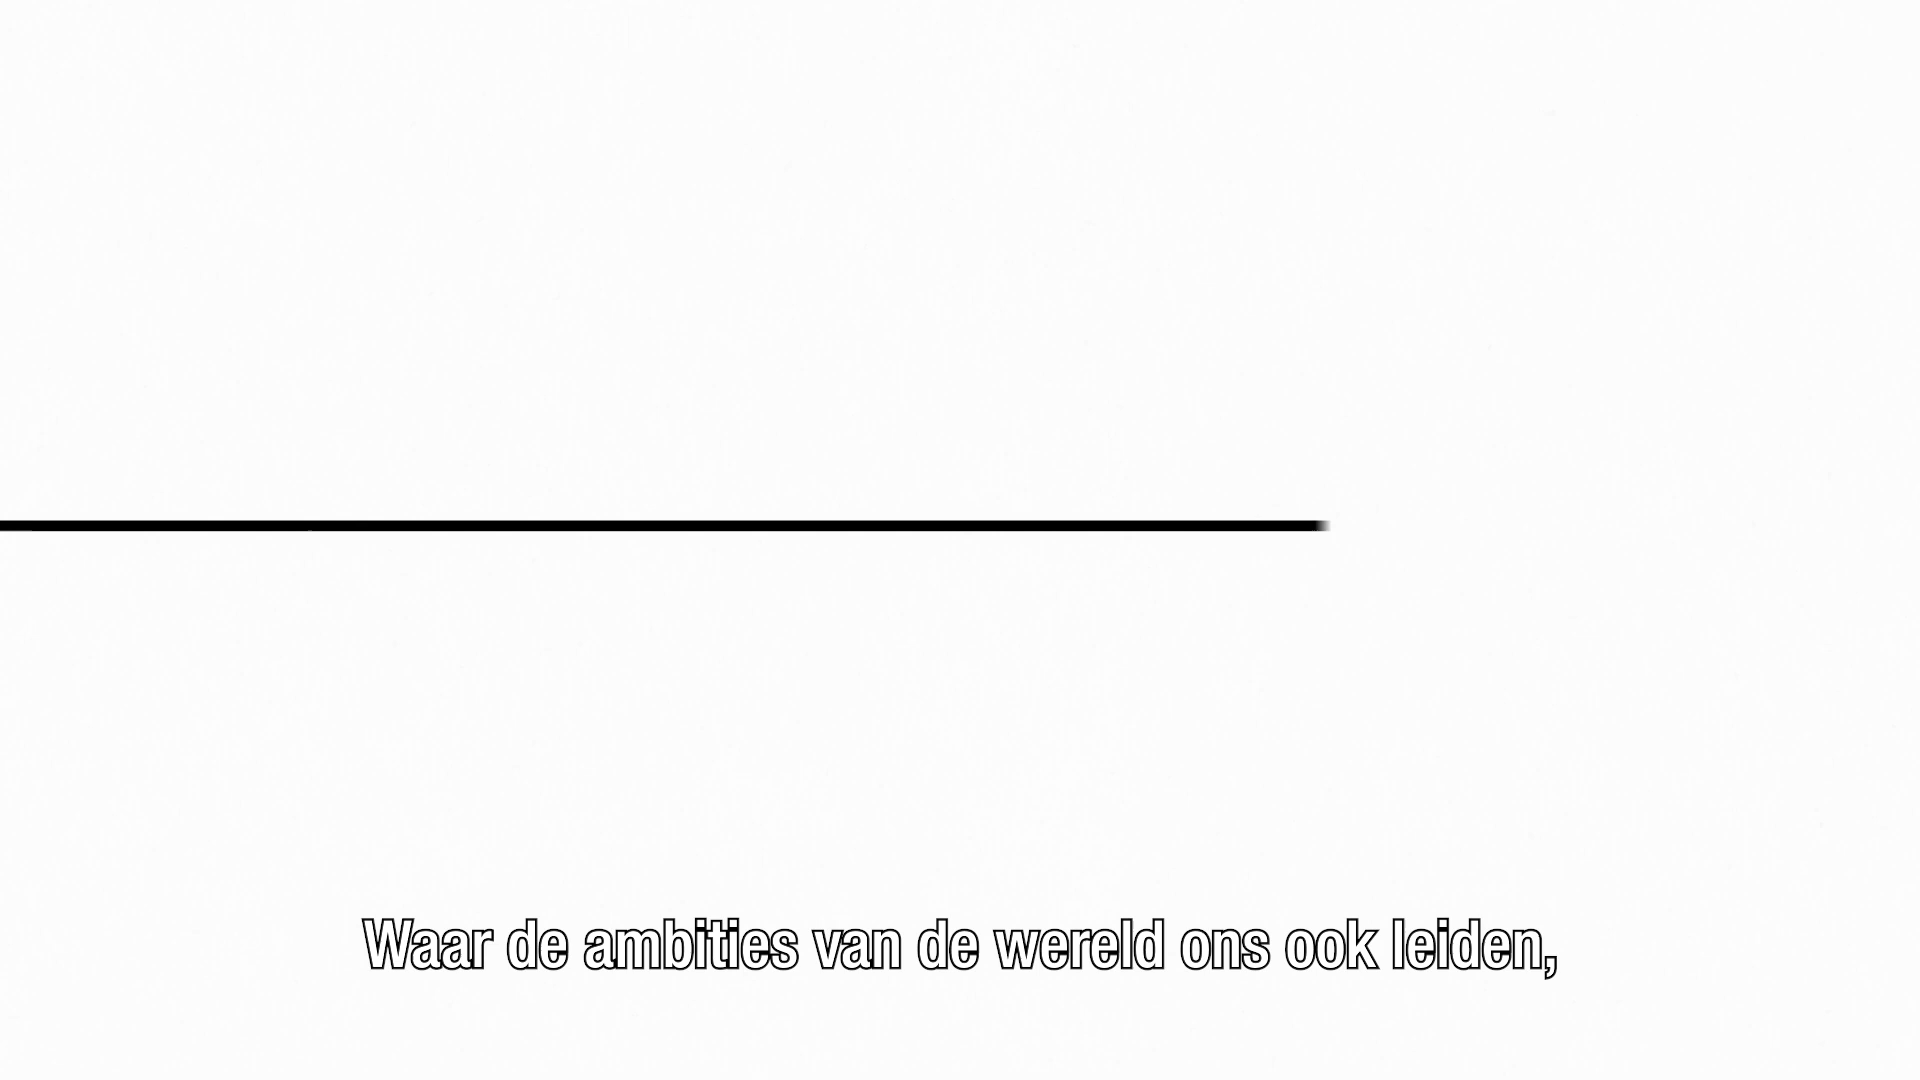 Waar de ambities van de wereld ons ook leiden,